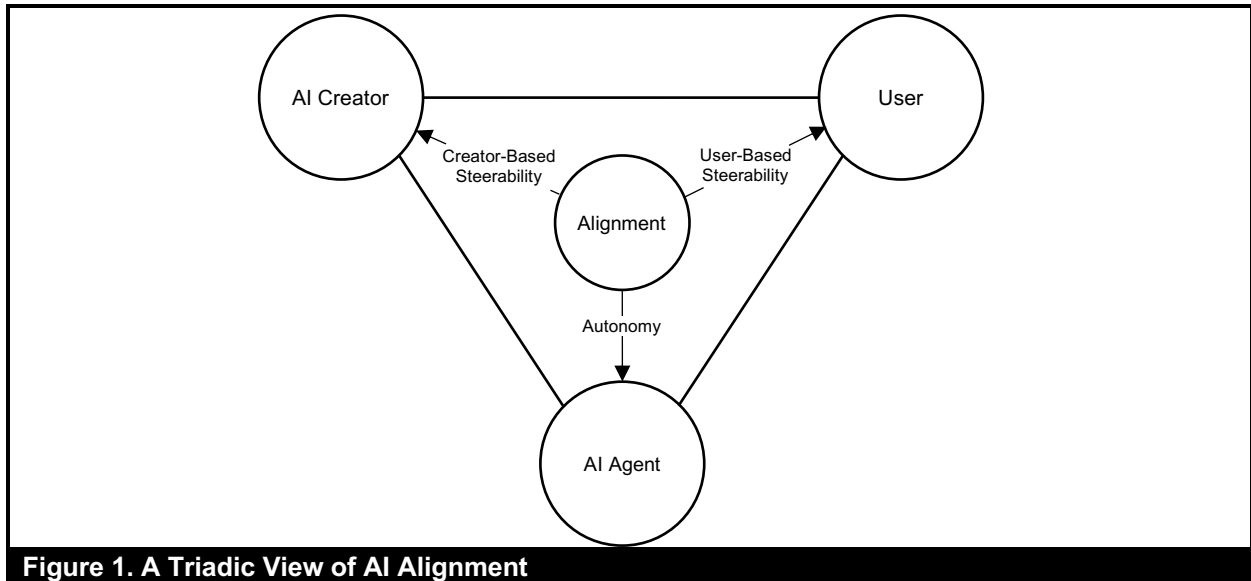 AI Creator
User
Creator-Based
Steerability
User-Based
Steerability
Alignment
Autonomy
AI Agent
Figure 1. A Triadic View of AI Alignment